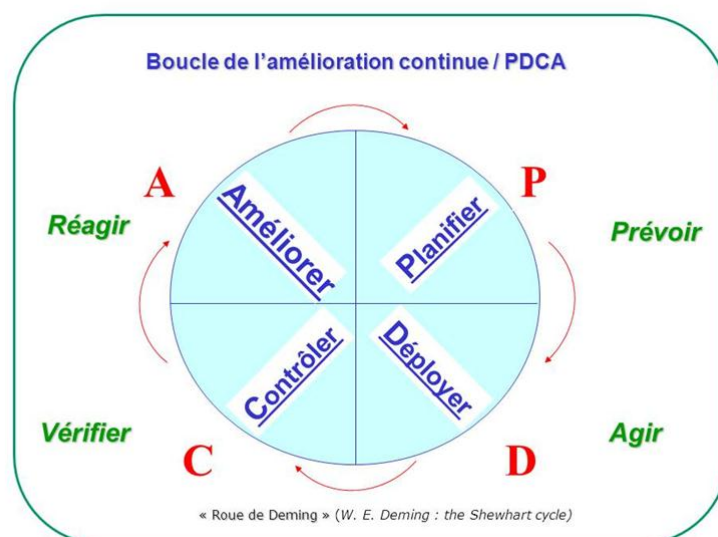 Boucle de l'amélioration continue / PDCA
A
P
Améliorer
Planifier
Réagir
Prévoir
Contrôler
Déployer
Vérifier
Agir
C
D
« Roue de Deming » (W. E. Deming : the Shewhart cycle)